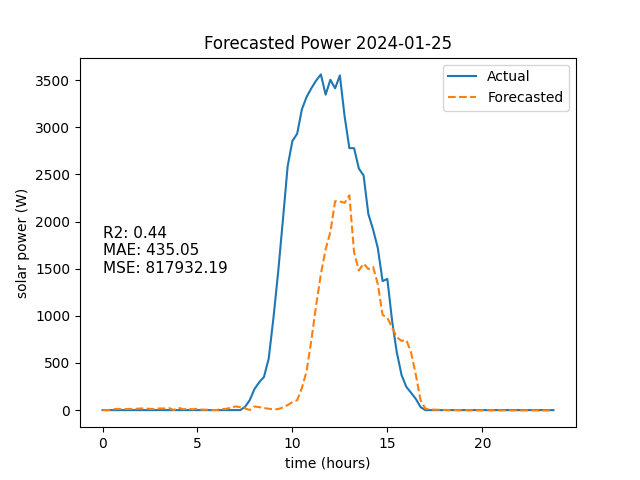 Forecasted Power 2024-01-25
Actual
Forecasted
solar power (W)
3500
3000
2500
2000
1500
1000
500
0
R2: 0.44
MAE: 435.05
MSE: 817932.19
0 5 10 15 20
time (hours)